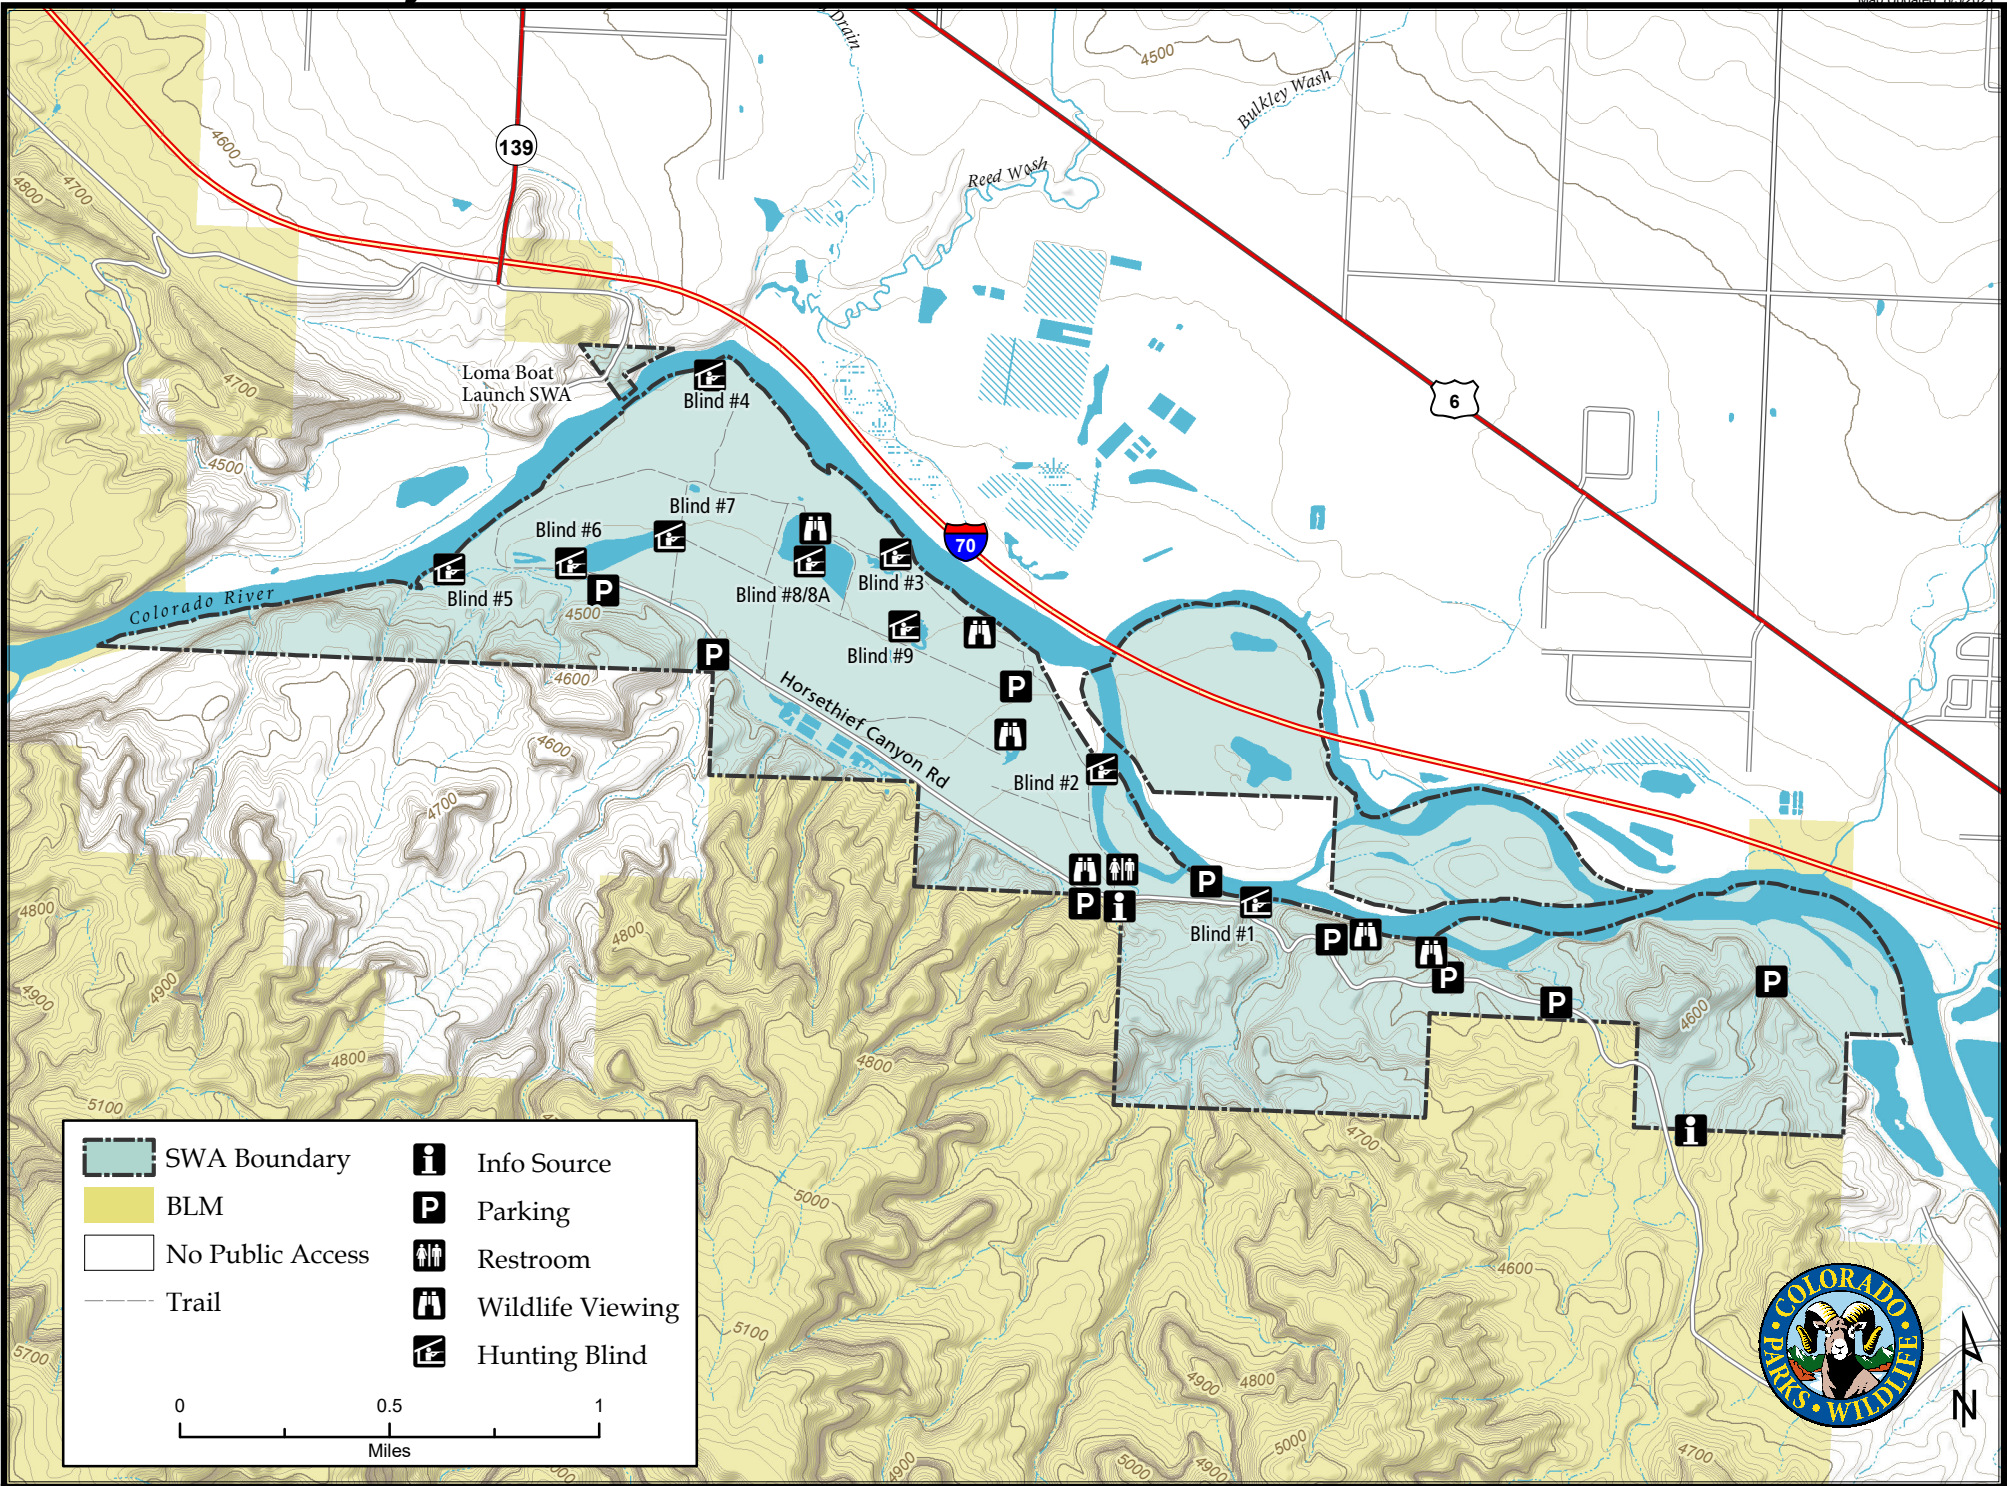 Drain
4500
Bulkley Wash
4600
139
Reed Wash
4800
4700
Loma Boat
Launch SWA
4700
Blind #4
6
4500
Blind #7
Blind #6
70
Blind #3
Blind #8/8A
Blind #5
Colorado River
4500
Blind #9
4600
Horsethief Canyon Rd
4600
Blind #2
4700
P
P
P
P
P
P
P
P
P
Blind #1
4800
4800
4900
4900
4600
4800
4800
5100
4700
5000
4600
5100
5700
4900
4800
5000
4700
5000
4900
4900
SWA Boundary
BLM
No Public Access
Trail
Info Source
P
Parking
Restroom
Wildlife Viewing
Hunting Blind
0
0.5
1
Miles
COLORADO
PARKS • WILDLIFE
N